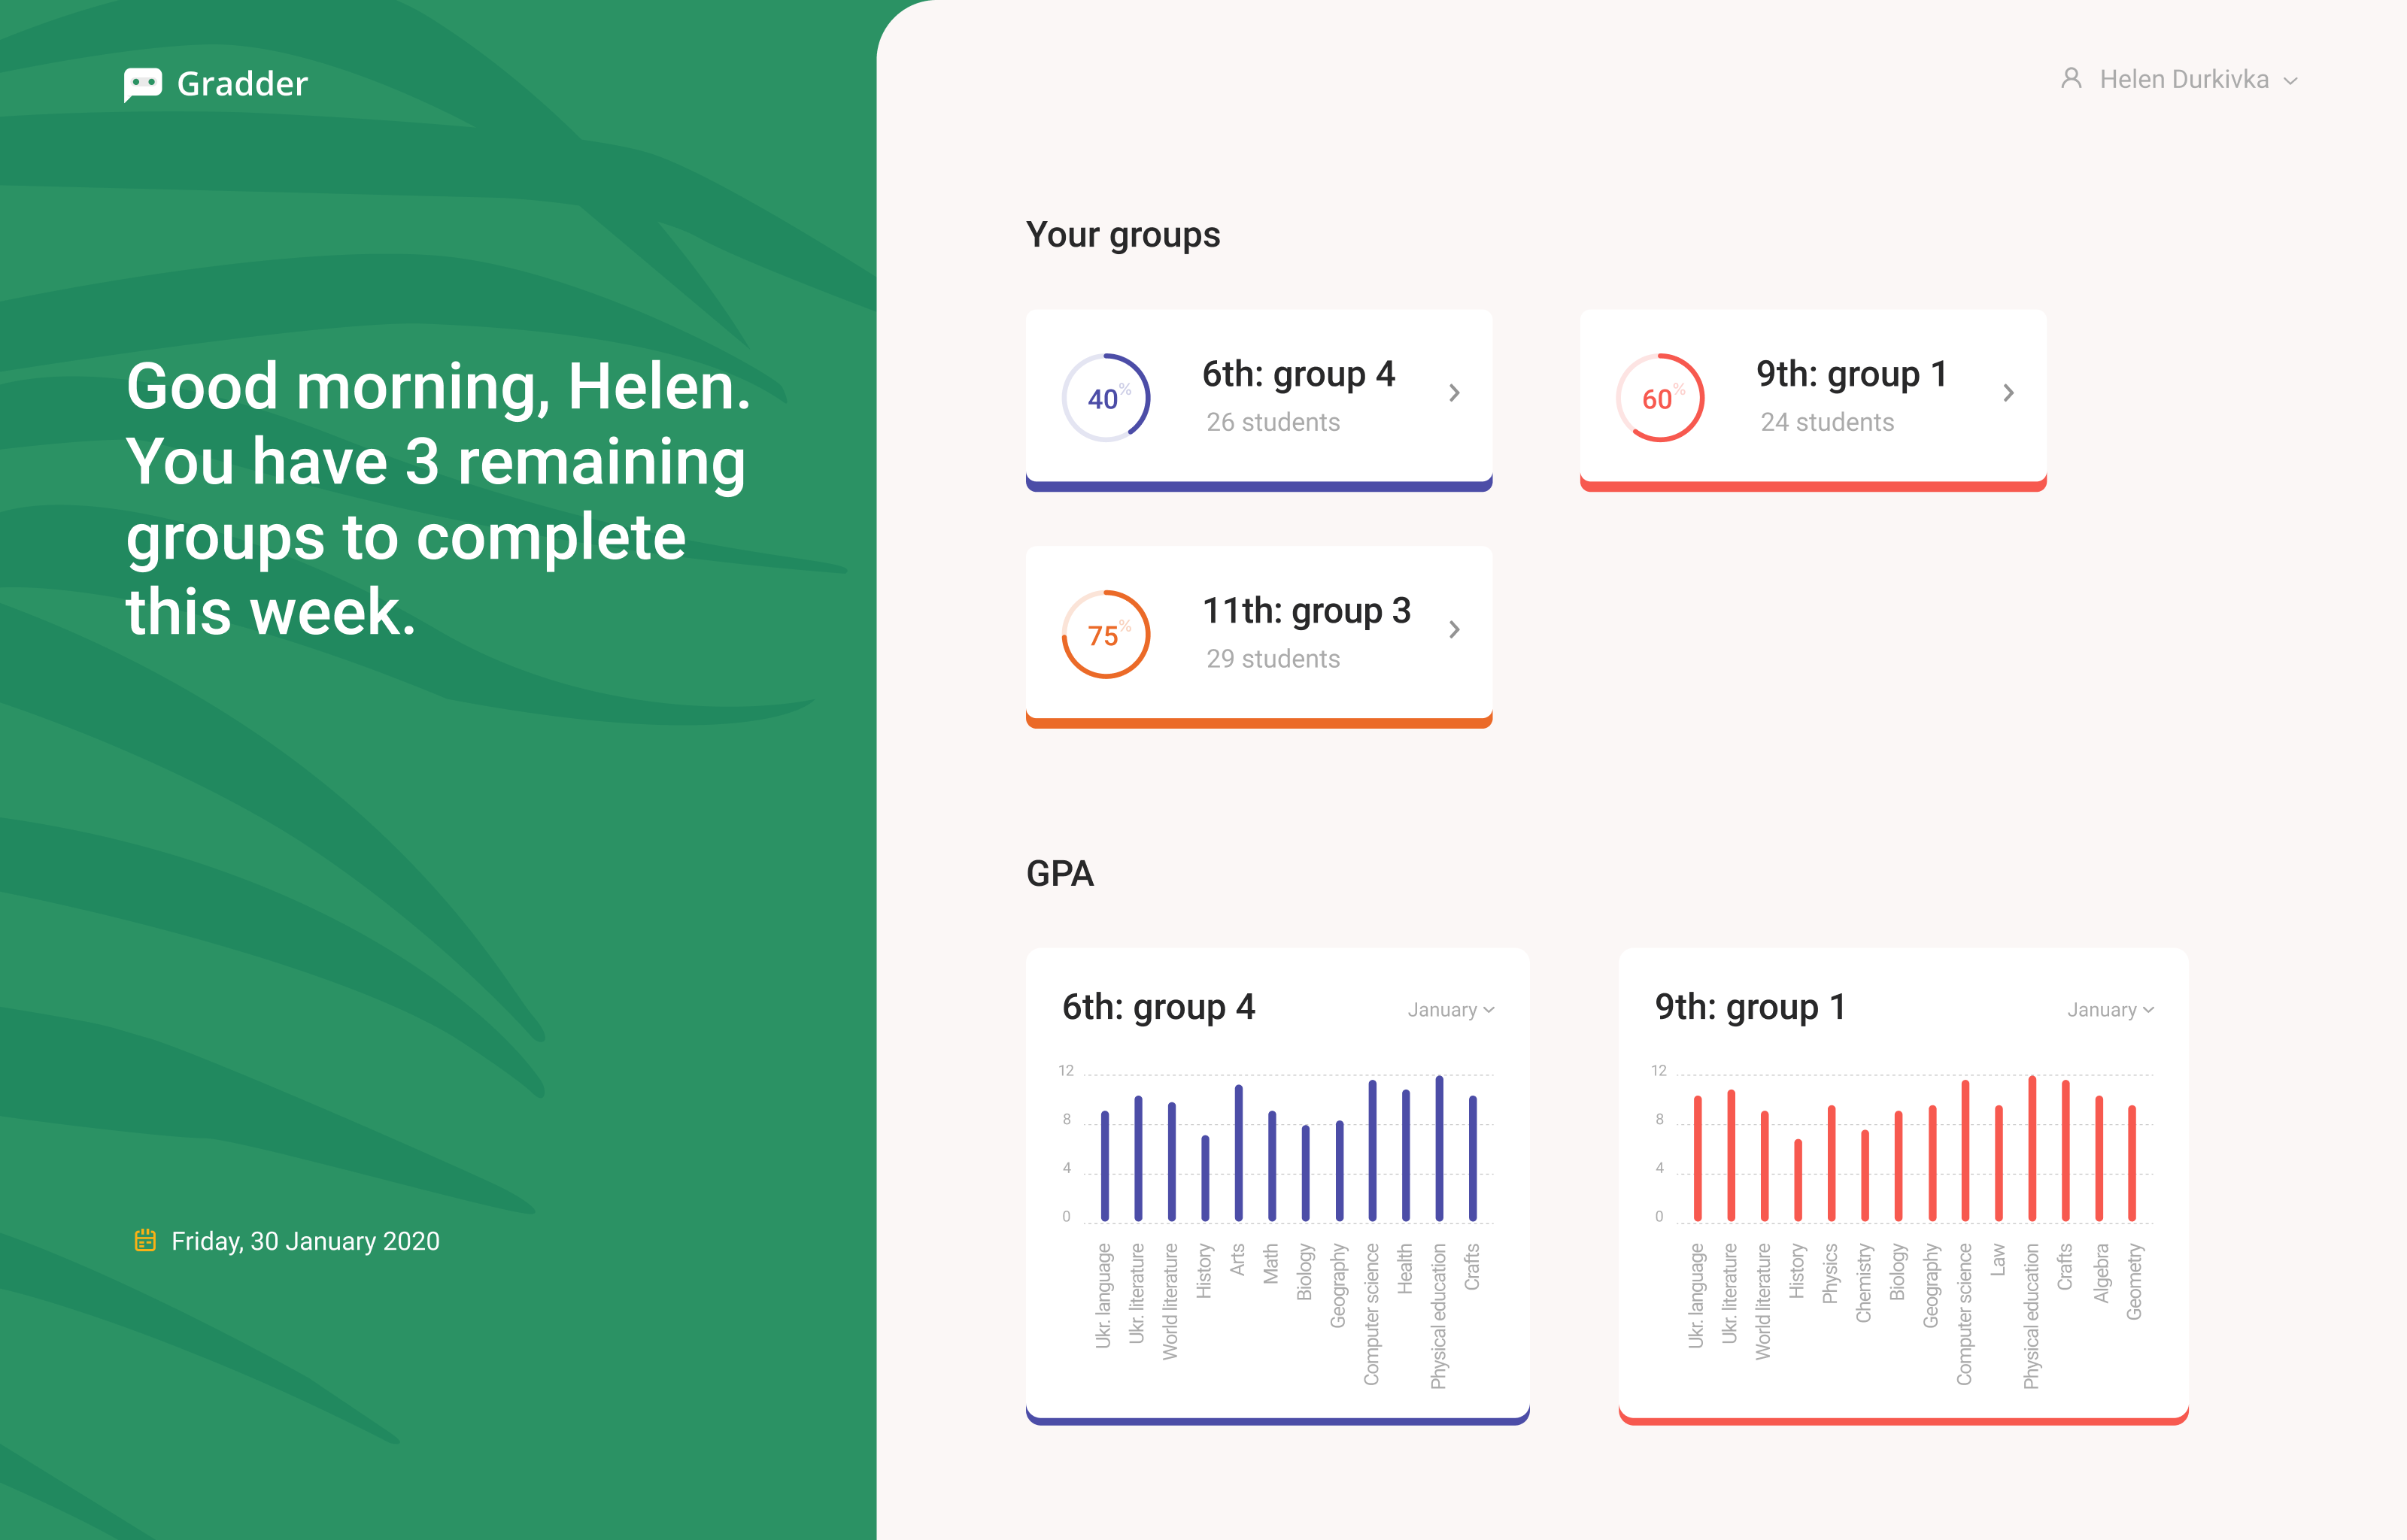 Gradder
Helen Durkivka
Good morning, Helen.
You have 3 remaining
groups to complete
this week.
Friday, 30 January 2020
Your groups
40%
6th: group 4
26 students
60%
9th: group 1
24 students
75%
11th: group 3
29 students
GPA
6th: group 4
January
12
8
4
0
Ukr. language
Ukr. literature
World literature
History
Arts
Math
Biology
Geography
Computer science
Health
Physical education
Crafts
9th: group 1
January
12
8
4
0
Ukr. language
Ukr. literature
World literature
History
Physics
Chemistry
Biology
Geography
Computer science
Law
Physical education
Crafts
Algebra
Geometry